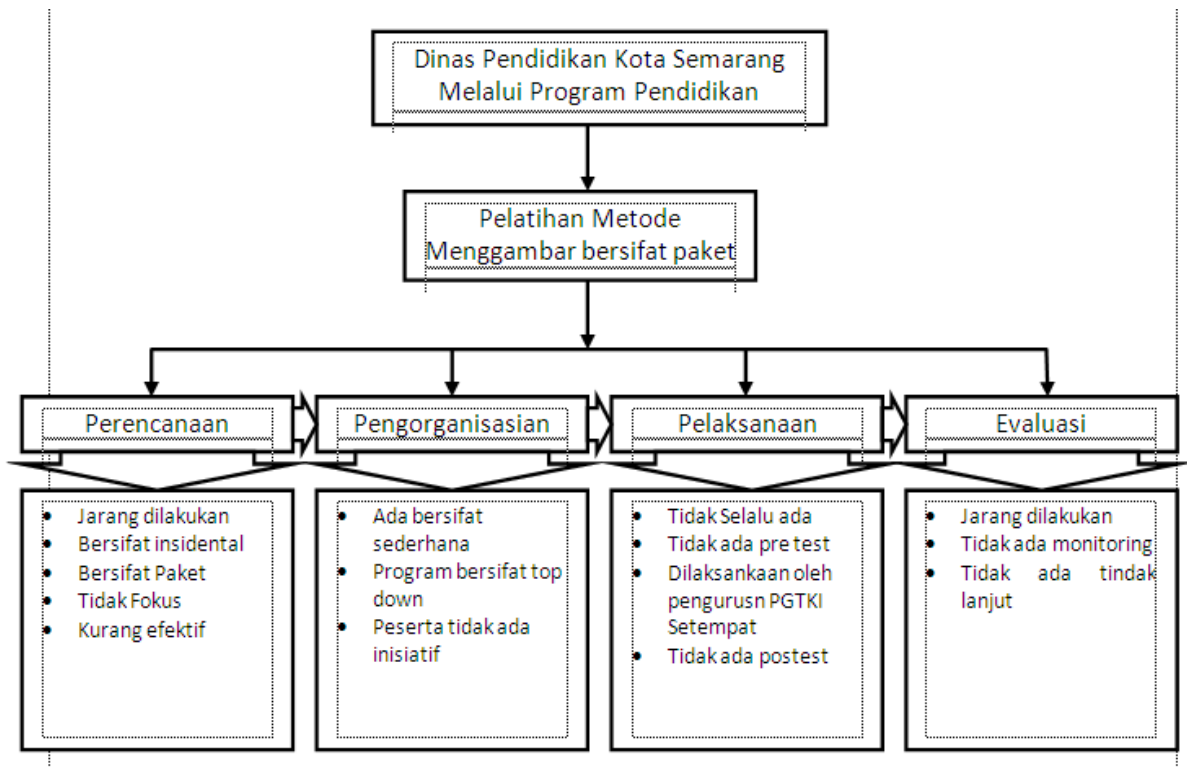 Dinas Pendidikan Kota Semarang
Melalui Program Pendidikan
Pelatihan Metode
Menggambar bersifat paket
Perencanaan
Pengorganisasian
Pelaksanaan
Evaluasi
• Jarang dilakukan
• Bersifat insidental
• Bersifat Paket
• Tidak Fokus
• Kurang efektif
• Ada bersifat
sederhana
• Program bersifat top
down
• Peserta tidak ada
inisiatif
• Tidak Selalu ada
• Tidak ada pre test
• Dilaksankaan oleh
pengurusn PGTKI
Setempat
• Tidak ada postest
• Jarang dilakukan
• Tidak ada monitoring
• Tidak ada tindak
lanjut